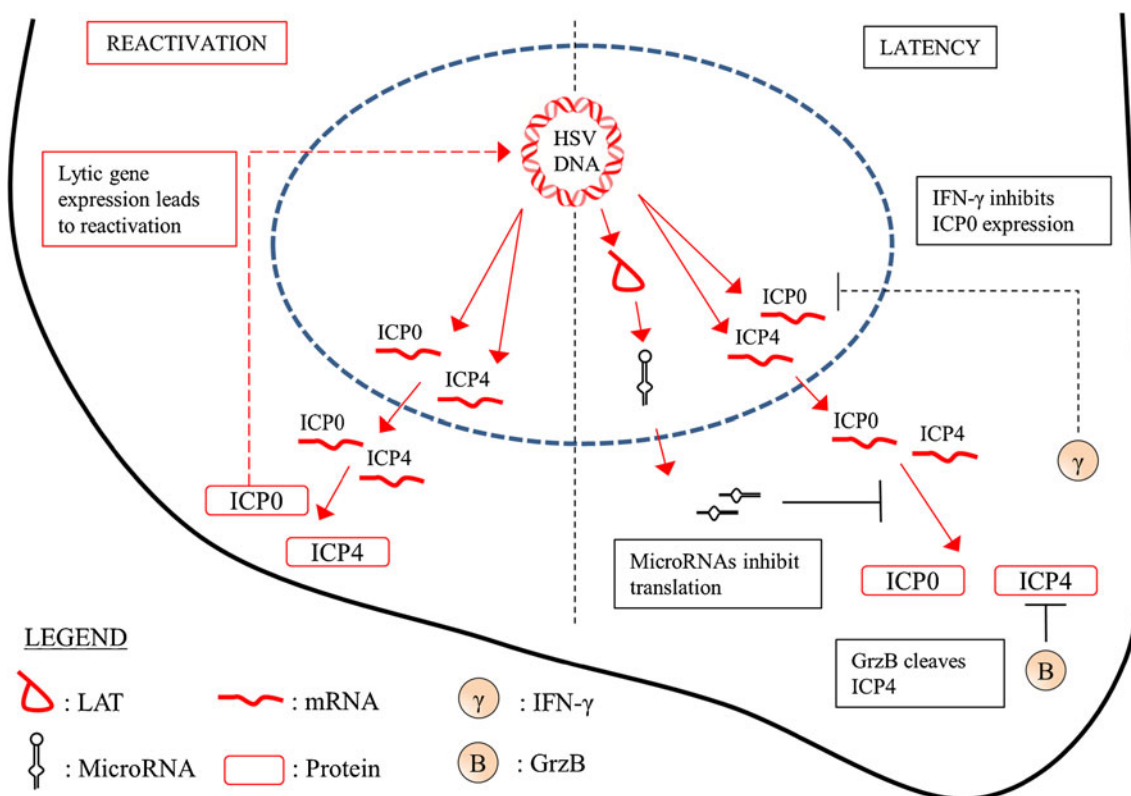 REACTIVATION
LATENCY
HSV
DNA
Lytic gene
expression leads
to reactivation
IFN-γ inhibits
ICP0 expression
ICP0
ICP4
ICP0
ICP4
ICP0
ICP4
ICP0
ICP4
γ
ICP0
ICP4
MicroRNAs inhibit
translation
ICP0
ICP4
GrzB cleaves
ICP4
B
LEGEND
: LAT
: mRNA
γ : IFN-γ
: MicroRNA
: Protein
B : GrzB